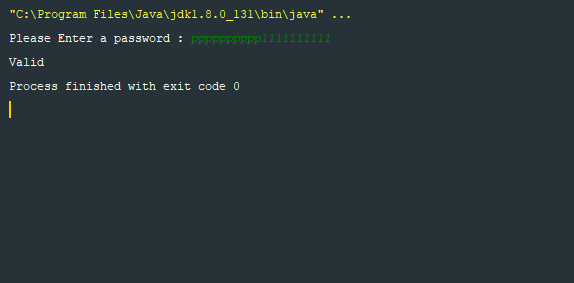 "C:\Program Files\Java\jdk1.8.0_131\bin\java" ...
Please Enter a password : pppppppppp1111111111
Valid
Process finished with exit code 0